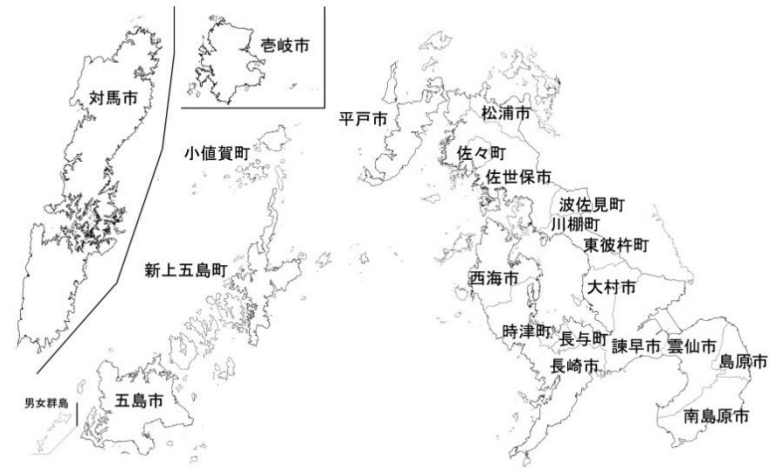 壱岐市
対馬市
平戸市
松浦市
小値賀町
佐々町
佐世保市
波佐見町
川棚町
東彼杵町
新上五島町
西海市
大村市
時津町
長与町
諫早市
雲仙市
島原市
長崎市
男女群島
五島市
南島原市